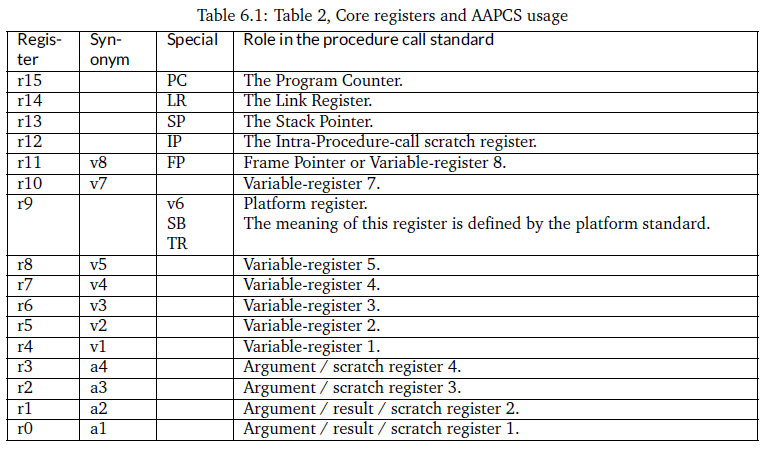 Table 6.1: Table 2, Core registers and AAPCS usage
Regis- Syn- Special Role in the procedure call standard
ter onym
r15 PC The Program Counter.
r14 LR The Link Register.
r13 SP The Stack Pointer.
r12 IP The Intra-Procedure-call scratch register.
r11 v8 FP Frame Pointer or Variable-register 8.
r10 v7 Variable-register 7.
r9 v6 Platform register.
SB The meaning of this register is defined by the platform standard.
TR
r8 v5 Variable-register 5.
r7 v4 Variable-register 4.
r6 v3 Variable-register 3.
r5 v2 Variable-register 2.
r4 v1 Variable-register 1.
r3 a4 Argument / scratch register 4.
r2 a3 Argument / scratch register 3.
r1 a2 Argument / result / scratch register 2.
r0 a1 Argument / result / scratch register 1.